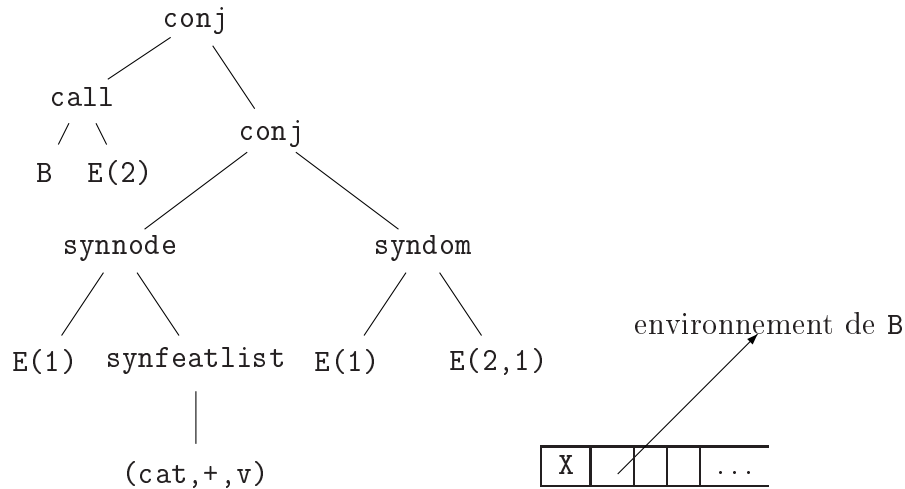 conj
call
conj
B E(2)
synnode syndom
environnement de B
E(1) synfeatlist E(1) E(2,1)
X ...
(cat,+,v)